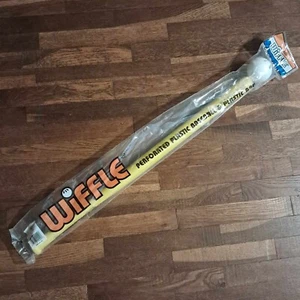 WiFFLE
PERFORATED PLASTIC BASEBALL & PLASTIC BAT